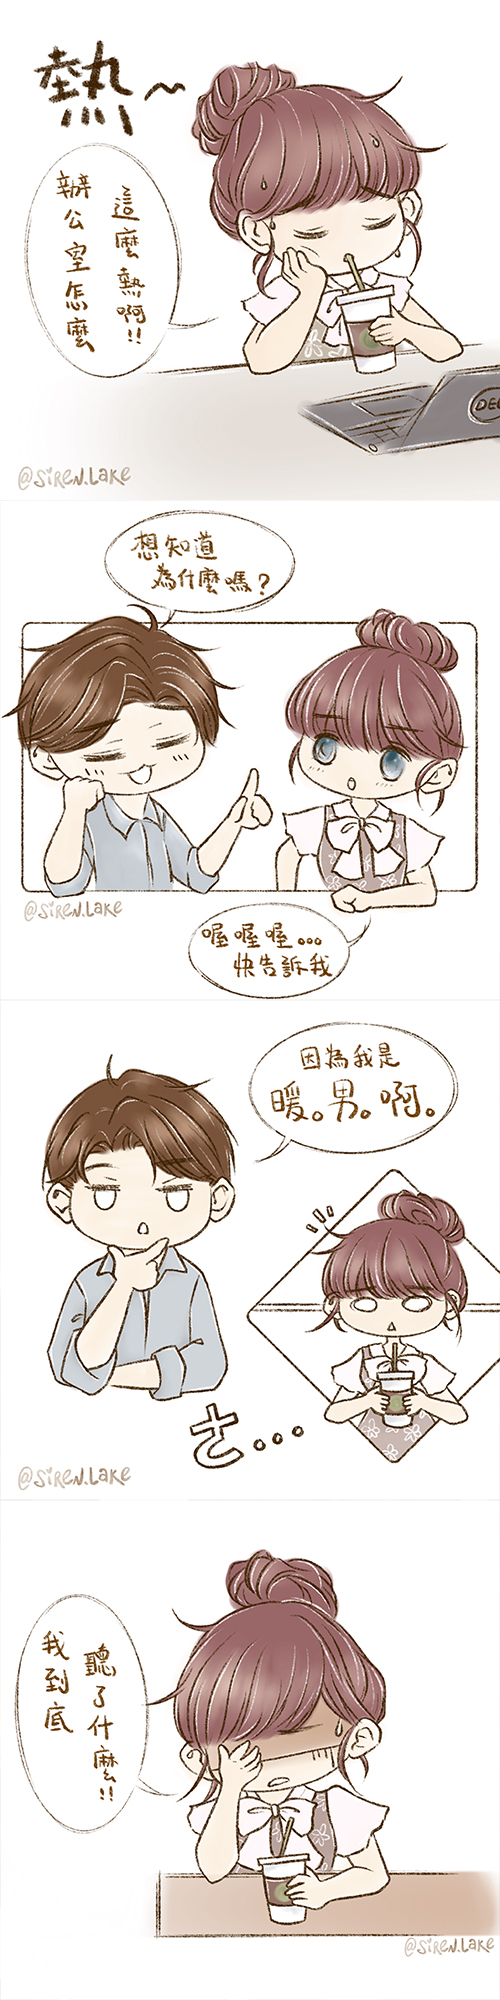 熱~
辦公室怎麼
這麼熱啊!!
DEL
@SiREN.LAKE
想知道
為什麼嗎?
@SiREN.LAKE
喔喔喔...
快告訴我
因為我是
暖。男。啊。
さ...
@SiREN.LAKE
我到底
聽了什麼!!
@SiREN.LAKE